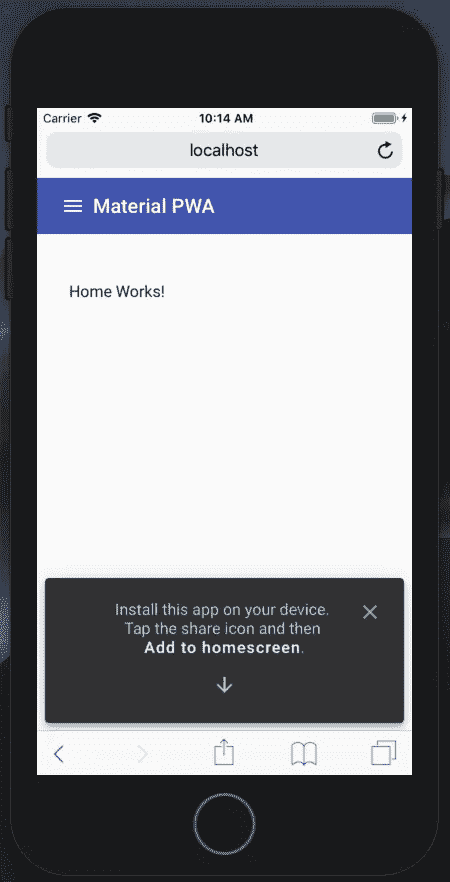 Carrier 10:14 AM
localhost
Material PWA
Home Works!
Install this app on your device.
Tap the share icon and then
Add to homescreen.